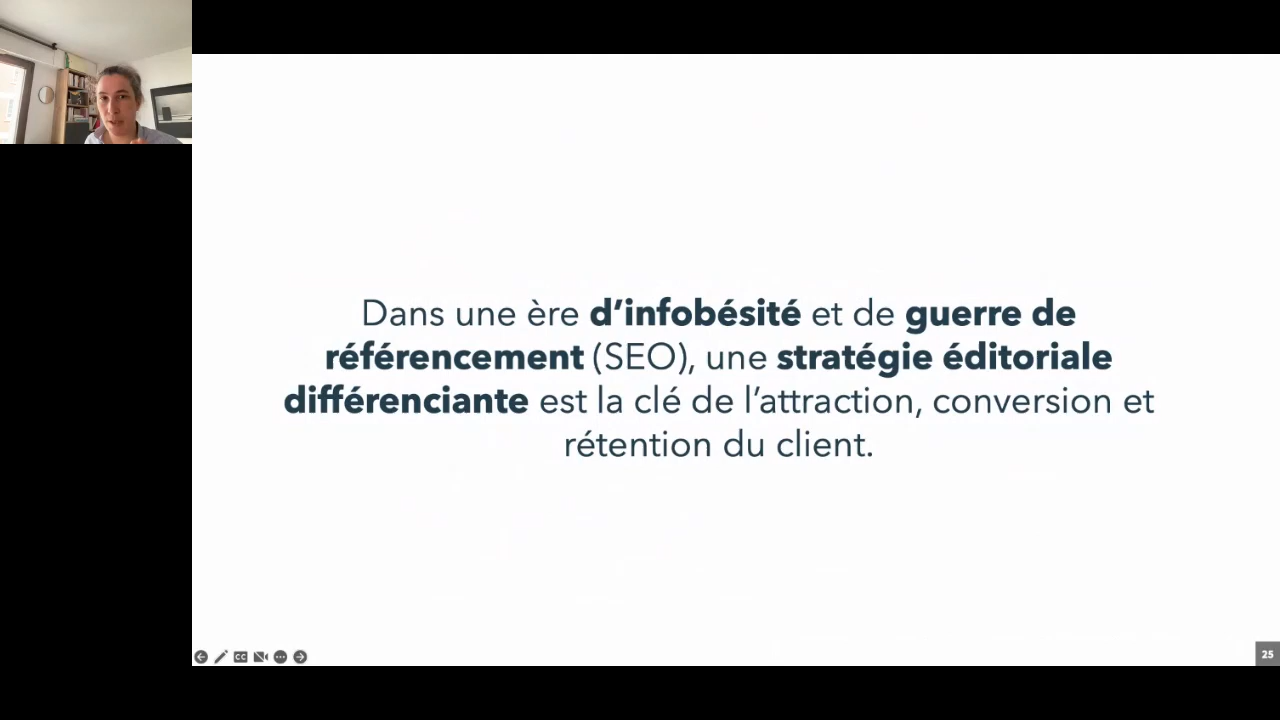 Dans une ère d’infobésité et de guerre de
référencement (SEO), une stratégie éditoriale
différenciante est la clé de l’attraction, conversion et
rétention du client.
CC
25